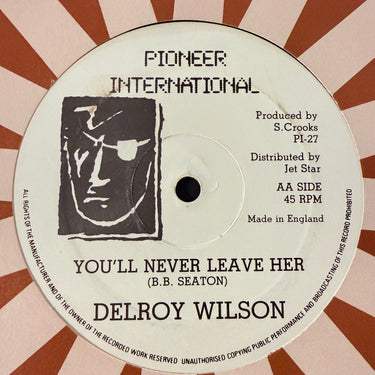 PIONEER
INTERNATIONAL
Produced by
S.Crooks
PI-27
Distributed by
Jet Star
AA SIDE
45 RPM
Made in England
YOU'LL NEVER LEAVE HER
(B.B. SEATON)
DELROY WILSON
ALL RIGHTS OF THE MANUFACTURER AND OF THE OWNER OF THE RECORDED WORK RESERVED UNAUTHORISED COPYING PUBLIC PERFORMANCE AND BROADCASTING OF THIS RECORD PROHIBITED